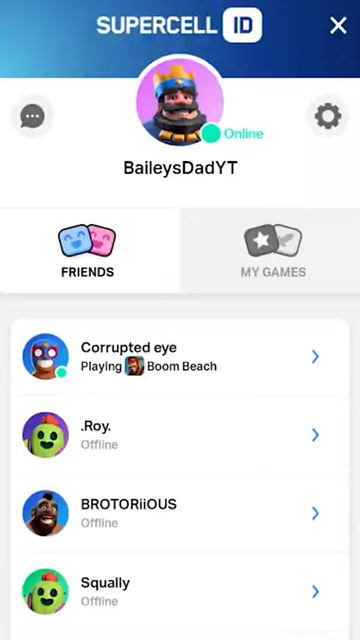 SUPERCELL ID
Online
BaileysDadYT
FRIENDS
MY GAMES
Corrupted eye
Playing Boom Beach
.Roy.
Offline
BROTORiiOUS
Offline
Squally
Offline